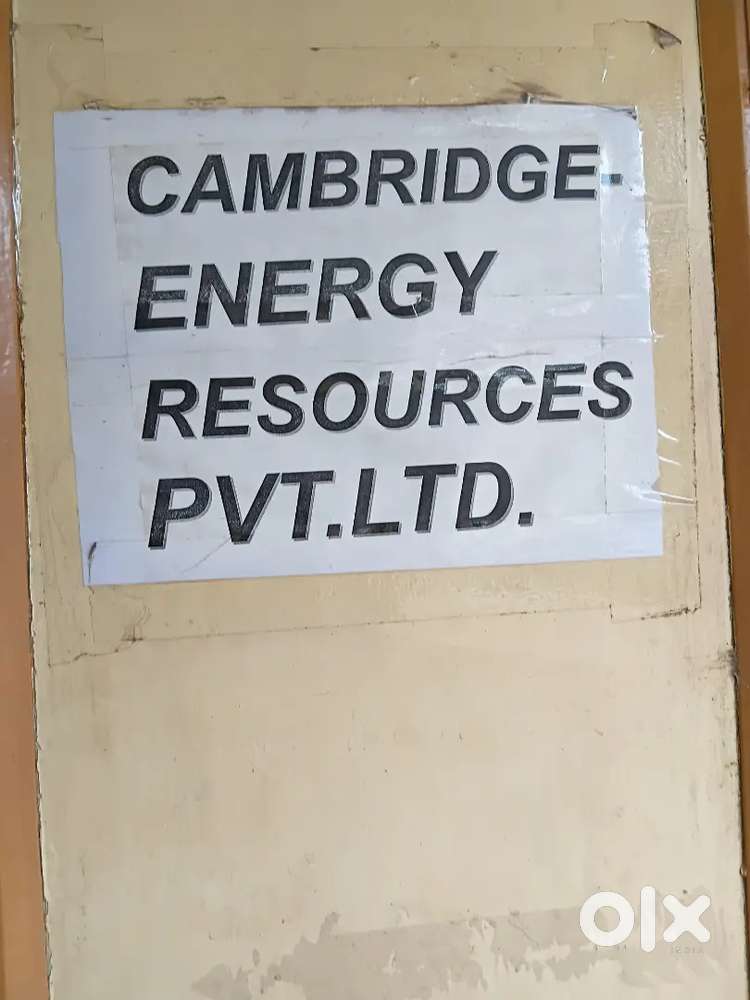 CAMBRIDGE-
ENERGY
RESOURCES
PVT.LTD.
olx